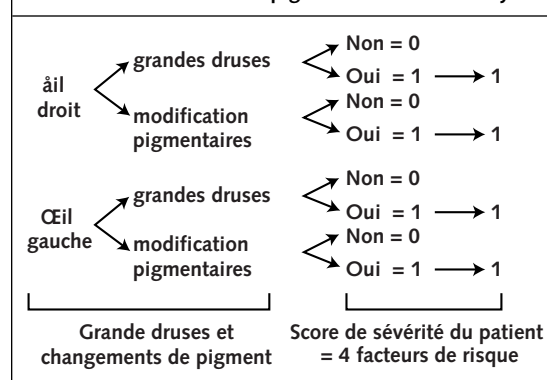 grandes druses
Non = 0
Oui = 1 → 1
åil
droit
modification
pigmentaires
Non = 0
Oui = 1 → 1
grandes druses
Non = 0
Oui = 1 → 1
Œil
gauche
modification
pigmentaires
Non = 0
Oui = 1 → 1
Grande druses et
changements de pigment
Score de sévérité du patient
= 4 facteurs de risque